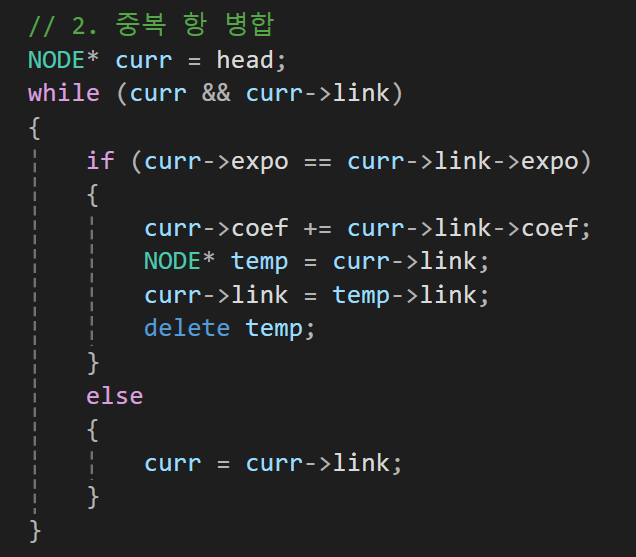 // 2. 중복 항 병합
NODE* curr = head;
while (curr && curr->link)
{
if (curr->expo == curr->link->expo)
{
curr->coef += curr->link->coef;
NODE* temp = curr->link;
curr->link = temp->link;
delete temp;
}
else
{
curr = curr->link;
}
}